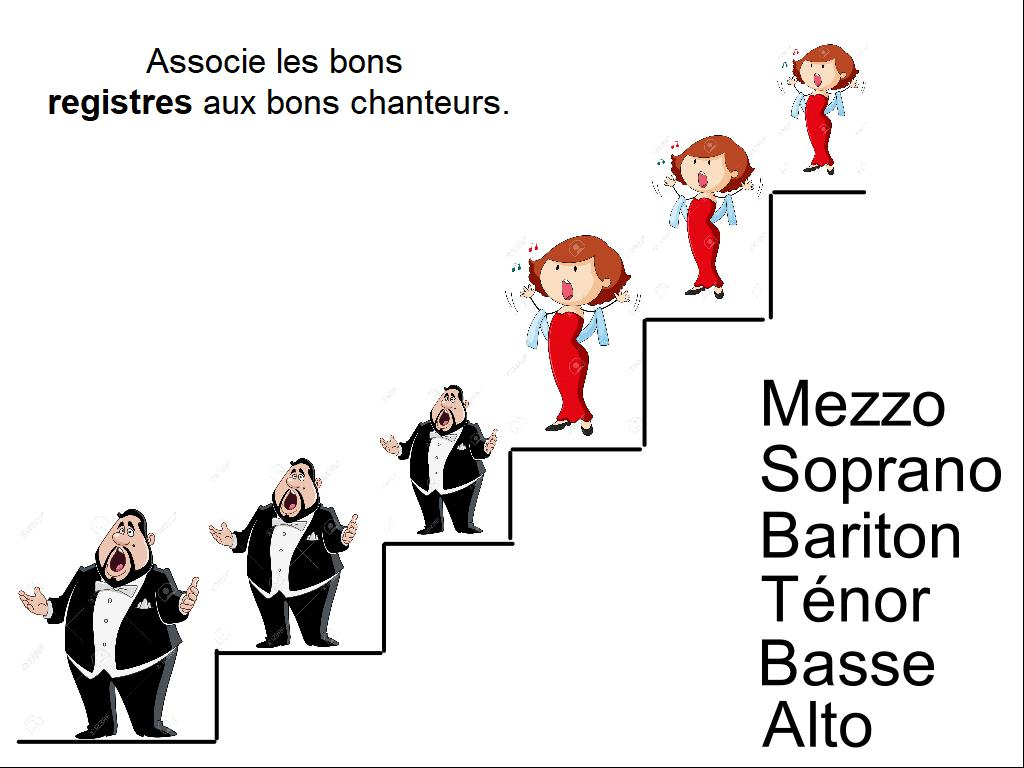 Associe les bons
registres aux bons chanteurs.
Mezzo
Soprano
Bariton
Ténor
Basse
Alto